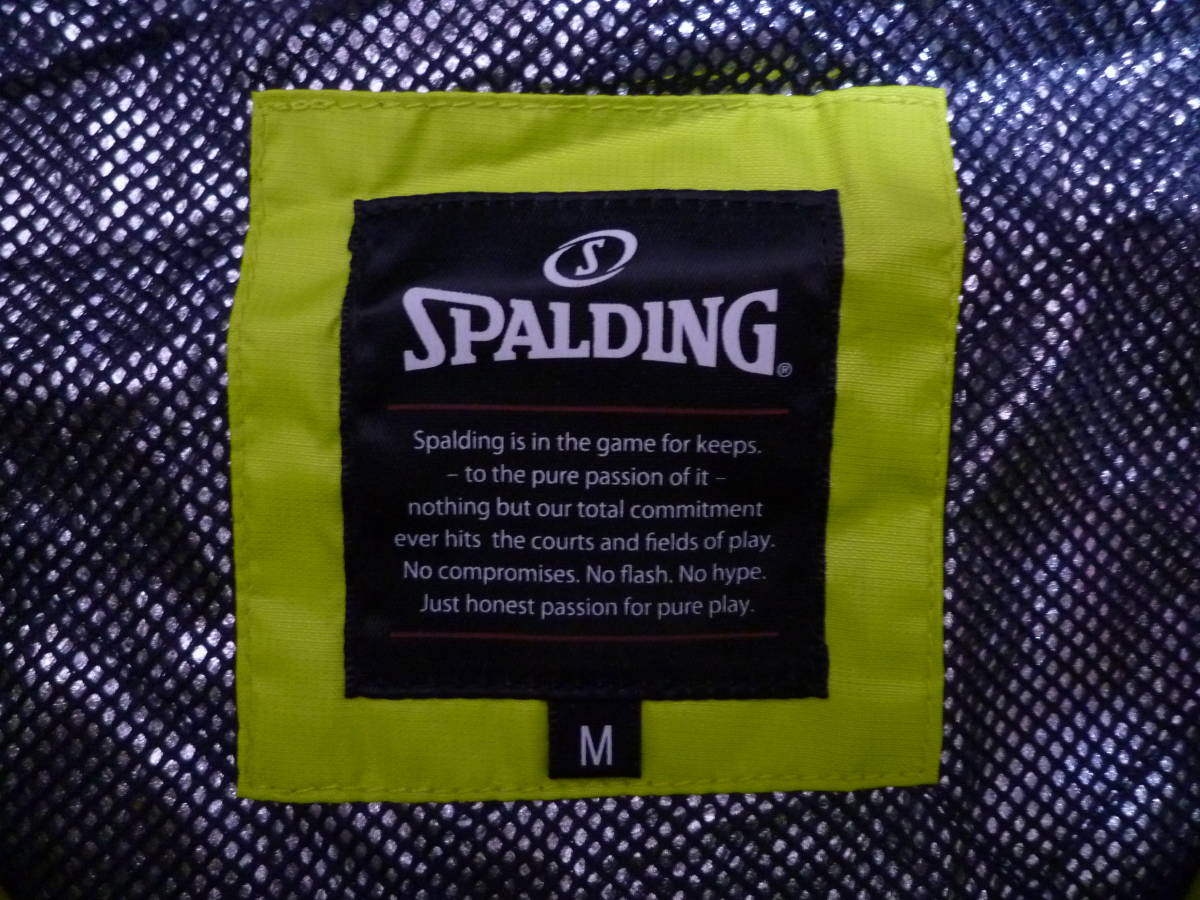 S
SPALDING®
Spalding is in the game for keeps.
– to the pure passion of it –
nothing but our total commitment
ever hits the courts and fields of play.
No compromises. No flash. No hype.
Just honest passion for pure play.
M